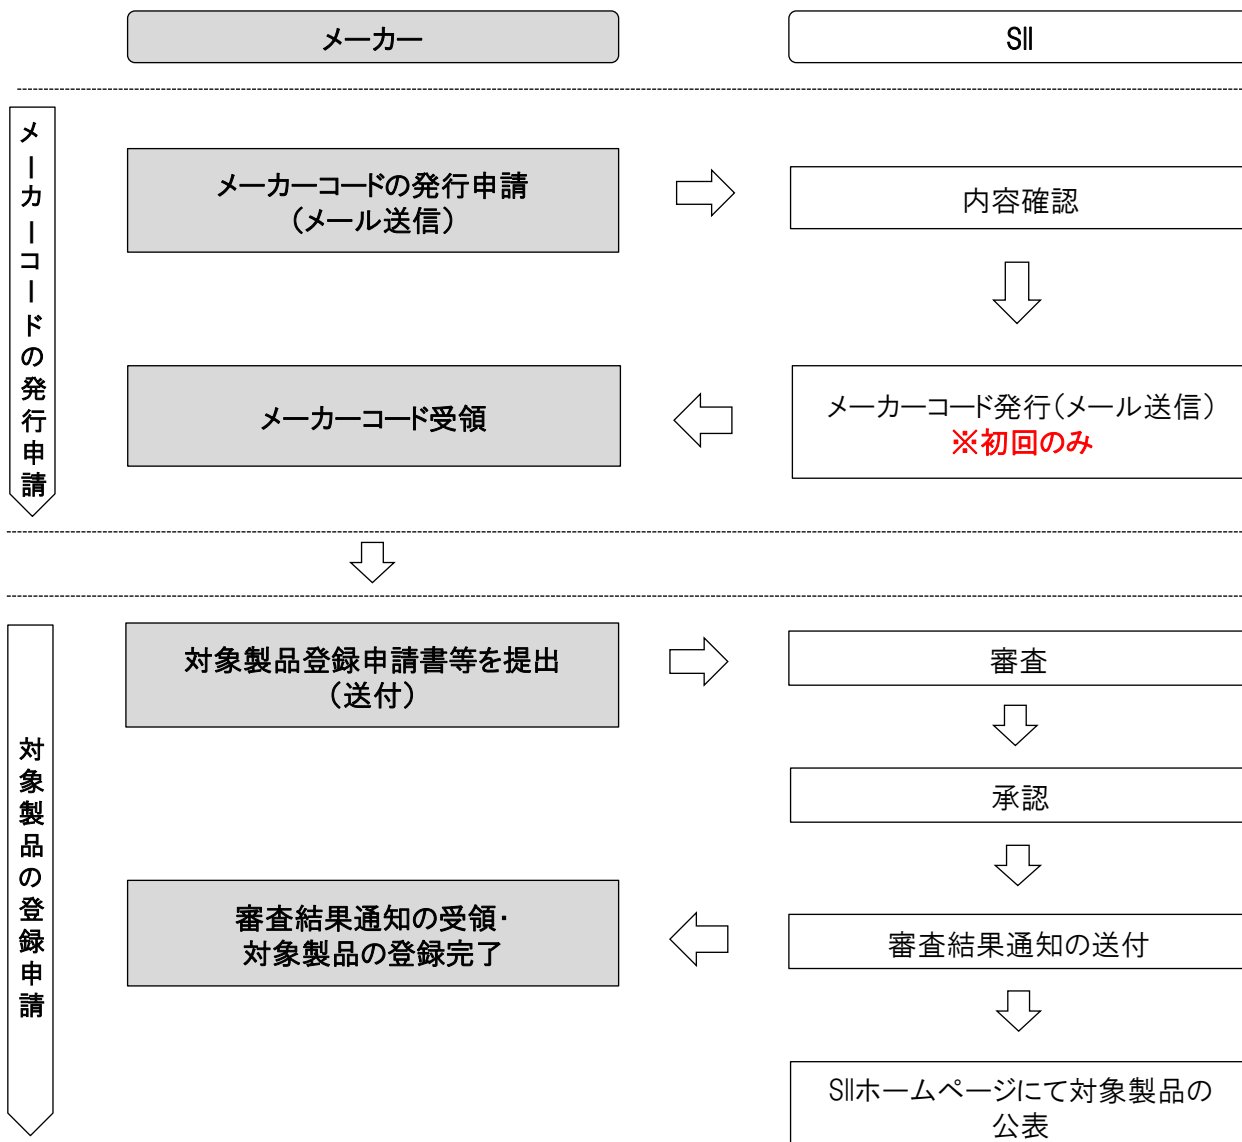 メーカー
SII
メーカーコードの発行申請
メーカーコードの発行申請
（メール送信）
内容確認
メーカーコード受領
メーカーコード発行（メール送信）
※初回のみ
対象製品の登録申請
対象製品登録申請書等を提出
（送付）
審査
承認
審査結果通知の受領・
対象製品の登録完了
審査結果通知の送付
SIIホームページにて対象製品の
公表